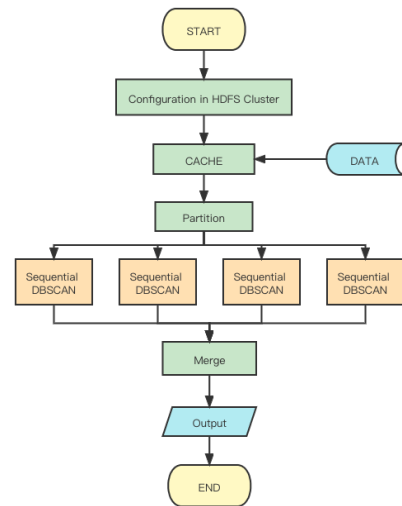 START
Configuration in HDFS Cluster
CACHE
DATA
Partition
Sequential
DBSCAN
Sequential
DBSCAN
Sequential
DBSCAN
Sequential
DBSCAN
Merge
Output
END